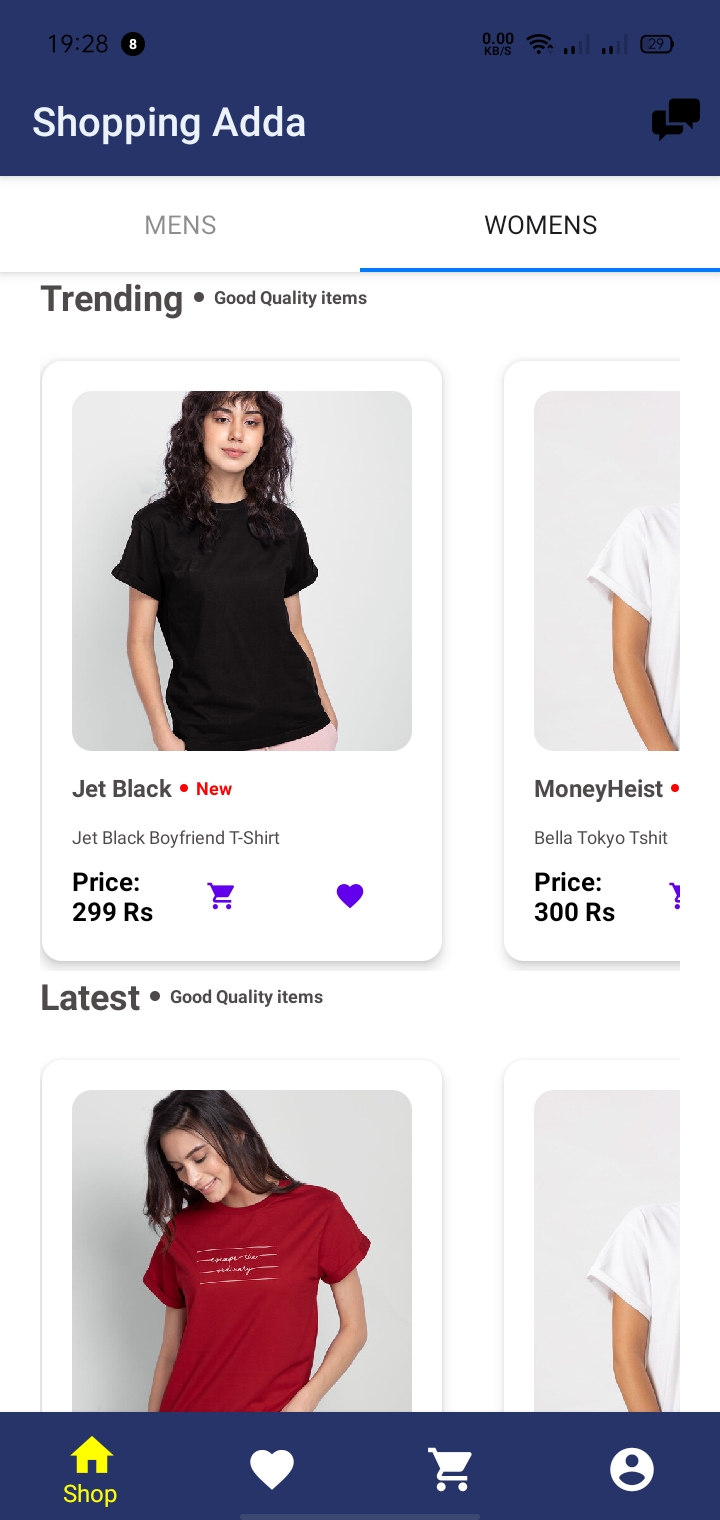 19:28 8 0.00 KB/S 29
Shopping Adda
MENS WOMENS
Trending • Good Quality items
Jet Black • New
Jet Black Boyfriend T-Shirt
Price:
299 Rs
MoneyHeist •
Bella Tokyo Tshit
Price:
300 Rs
Latest • Good Quality items
escape the
ordinary
Shop